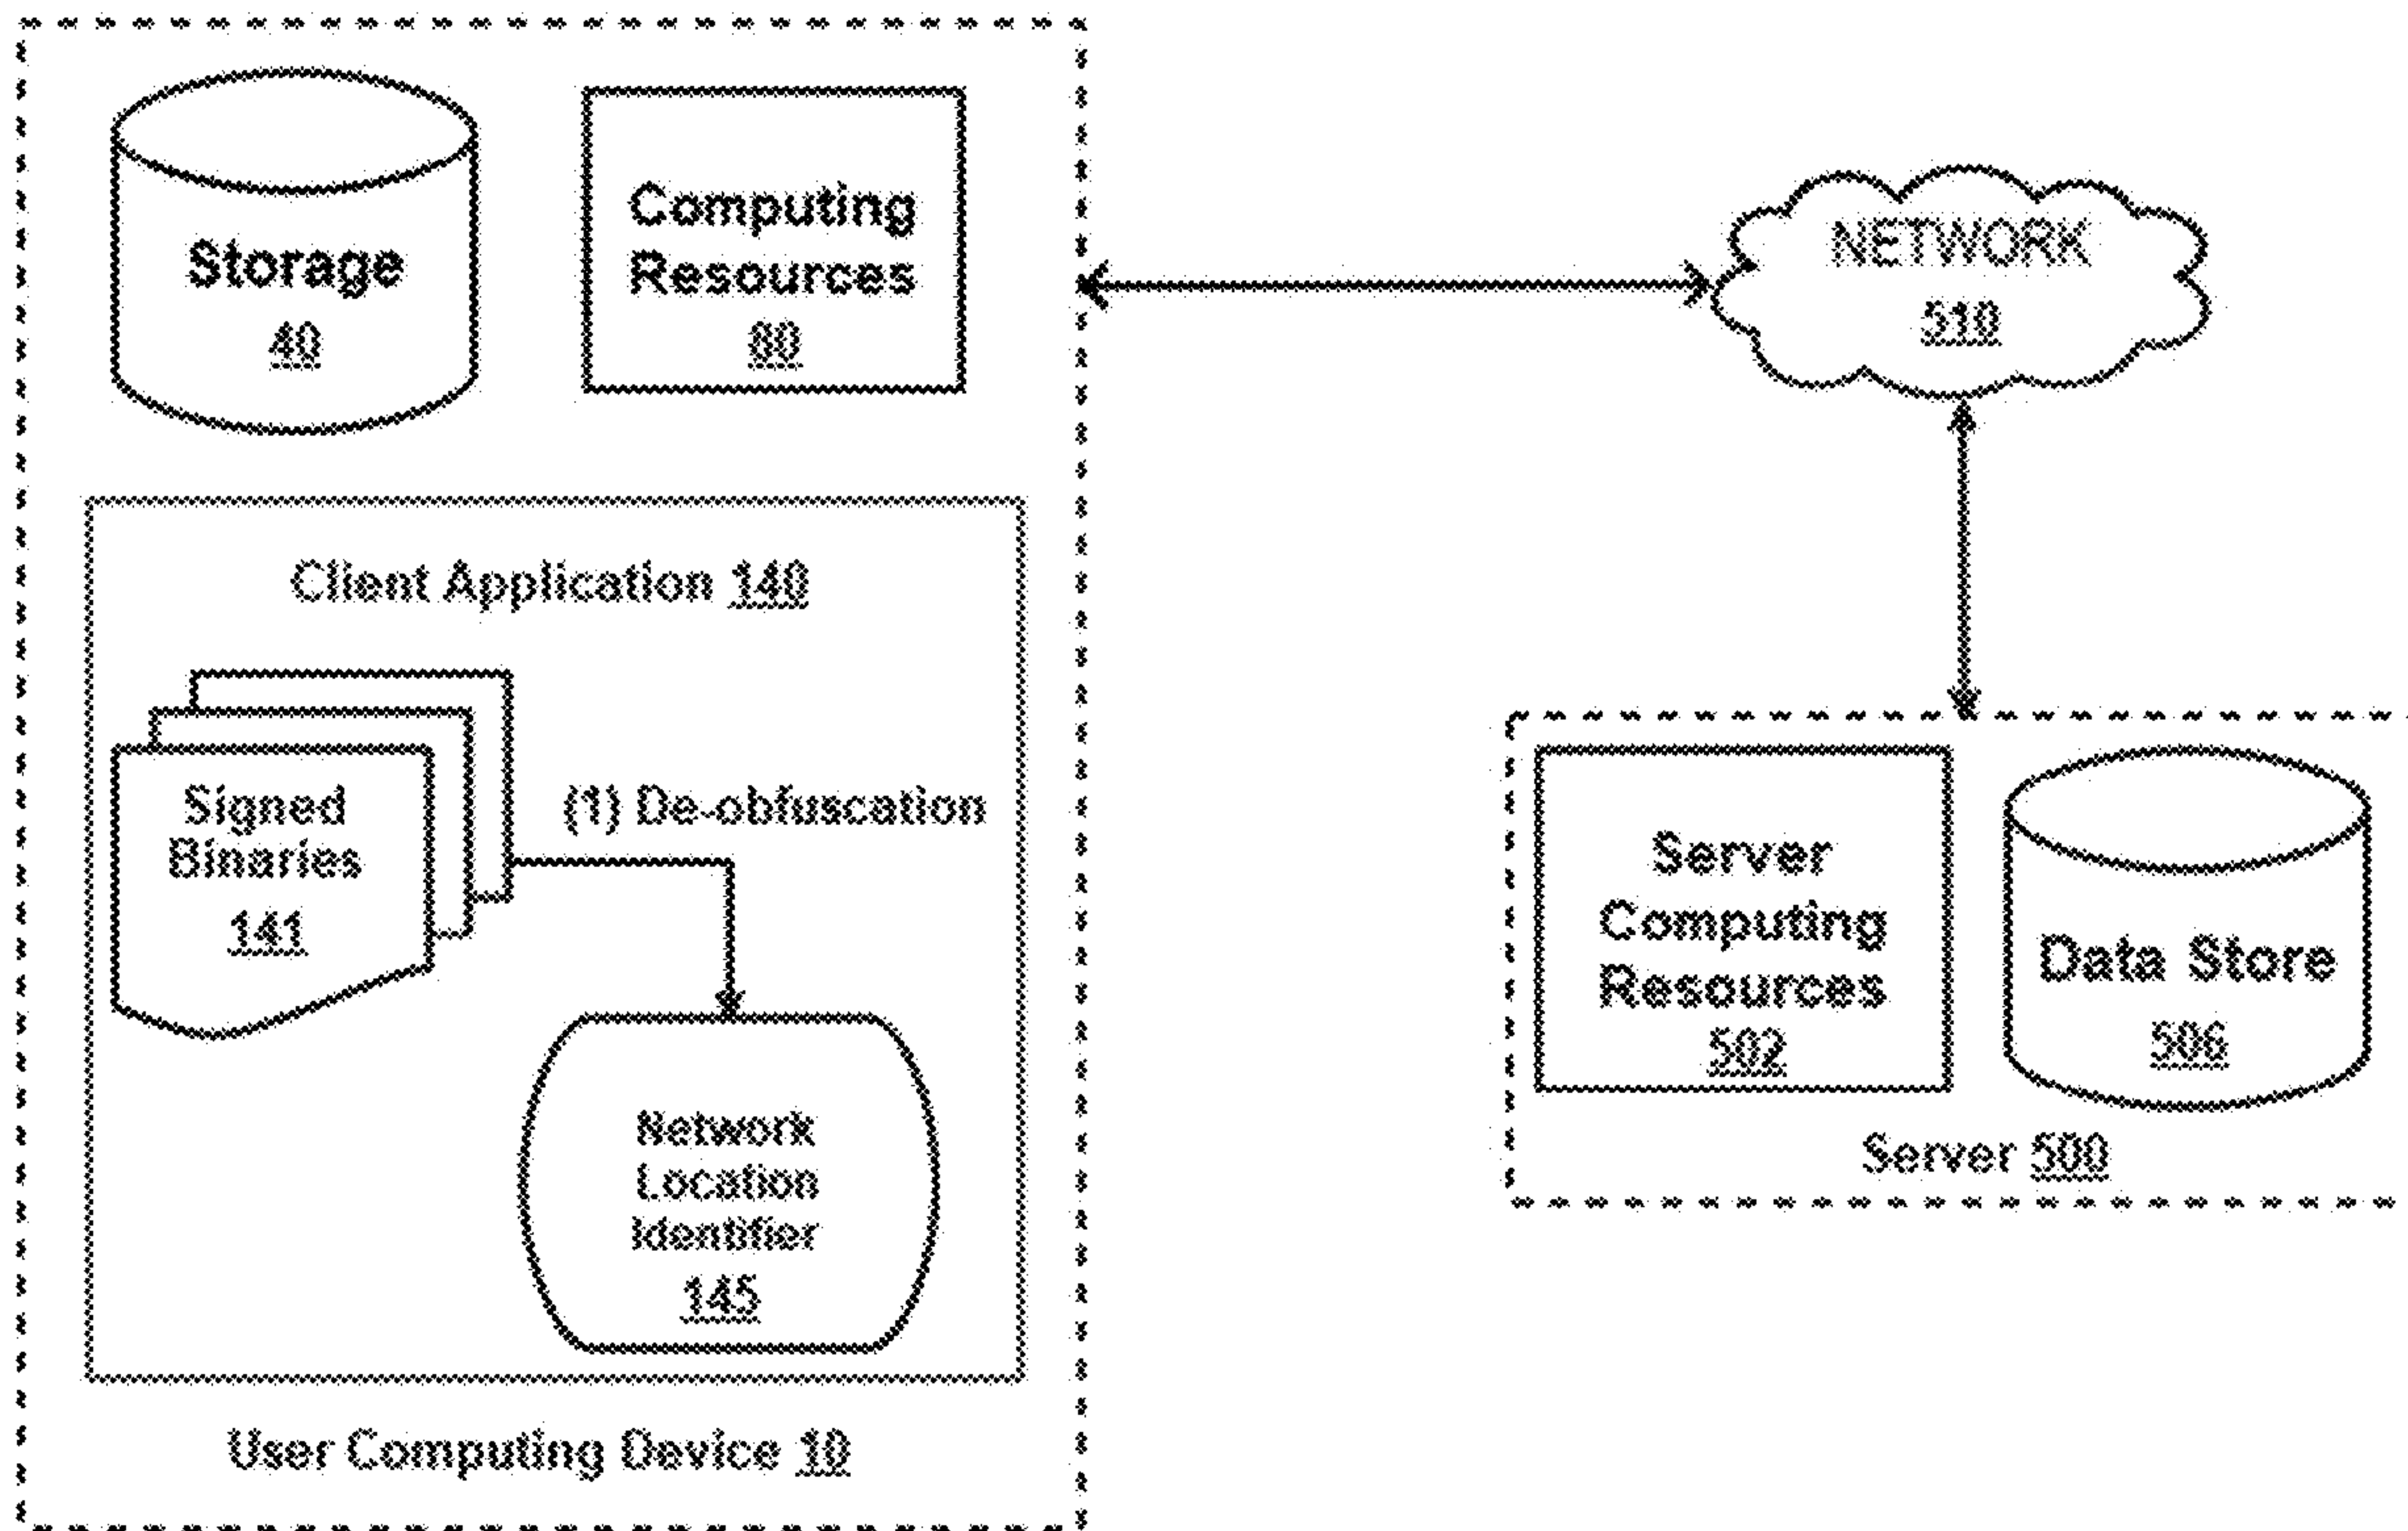 Storage
40
Computing
Resources
80
NETWORK
510
Client Application 140
Signed
Binaries
141
(1) De-obfuscation
Network
Location
Identifier
145
User Computing Device 10
Server
Computing
Resources
502
Data Store
506
Server 500